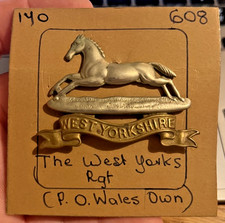 140 608
WEST YORKSHIRE
The West Yorks
Rgt
(P.O.Wales Own)